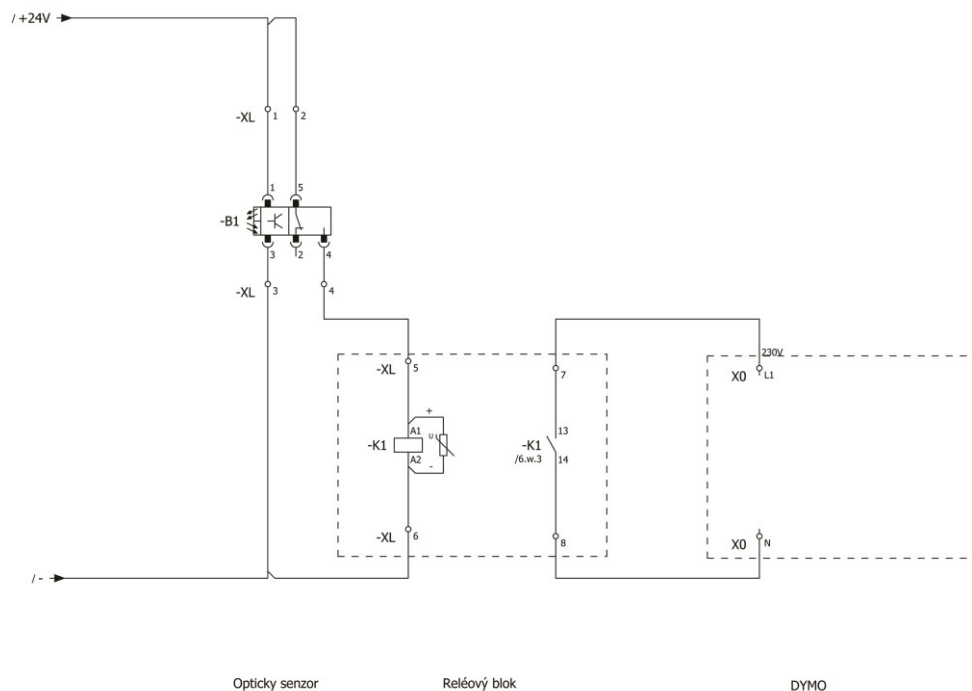 / +24V
-XL 1 2
1 5
-B1
3 2 4
-XL 3 4
230V
-XL 5 7 X0 L1
+
A1 U 13
-K1 -K1
A2 - /6.w.3 14
-XL 6 8 X0 N
/ -
Opticky senzor Reléový blok DYMO